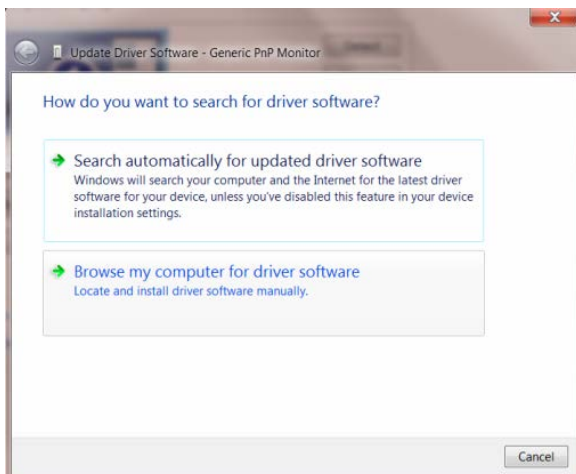 Update Driver Software - Generic PnP Monitor
How do you want to search for driver software?
Search automatically for updated driver software
Windows will search your computer and the Internet for the latest driver
software for your device, unless you've disabled this feature in your device
installation settings.
Browse my computer for driver software
Locate and install driver software manually.
Cancel